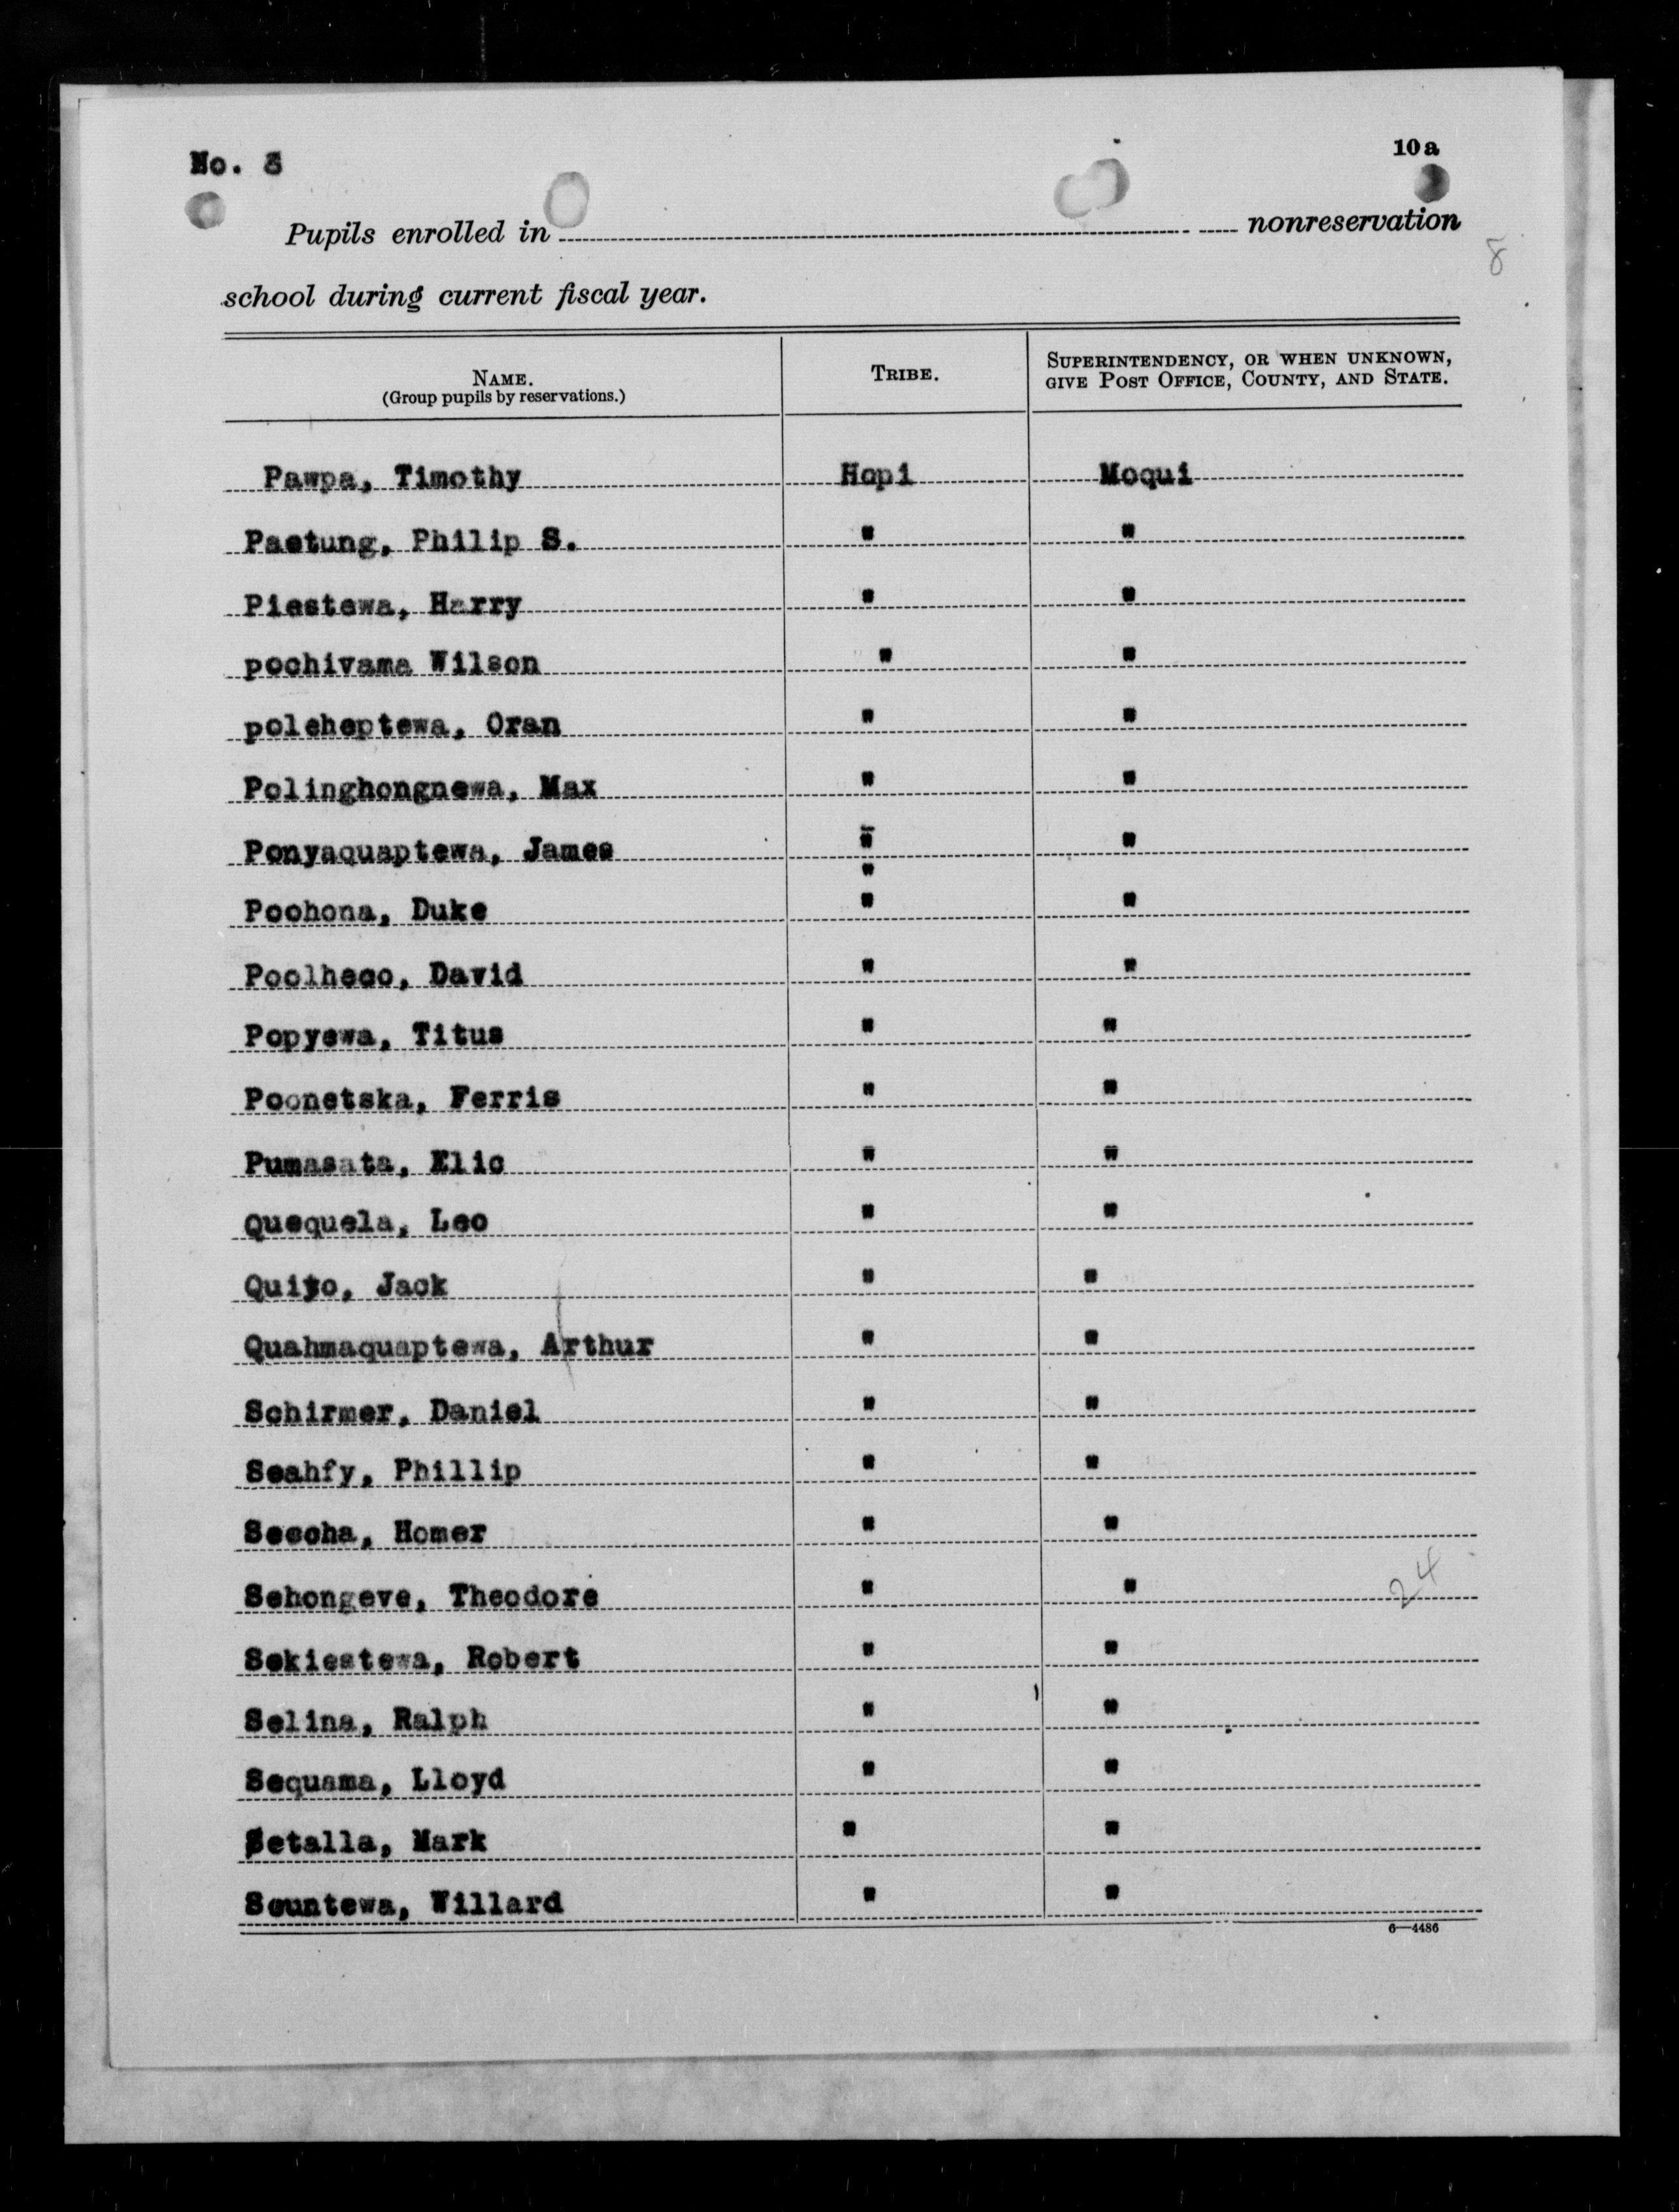 No. 3
10a
Pupils enrolled in nonreservation
8
school during current fiscal year.
NAME. TRIBE. SUPERINTENDENCY, OR WHEN UNKNOWN,
(Group pupils by reservations.) GIVE POST OFFICE, COUNTY, AND STATE.
Pawpa, Timothy Hopi Moqui
Pastung, Philip S. " "
Piestewa, Harry " "
pochivama Wilson " "
poleheptewa, Oran " "
Polinghongnewa, Max " "
Ponyaquaptewa, James " "
"
Poohona, Duke " "
Poolheco, David " "
Popyewa, Titus " "
Poonetska, Ferris " "
Pumasata, Elic " "
Quequela, Leo " "
Quiyo, Jack " "
Quahmaquaptewa, Arthur " "
Schirmer, Daniel " "
Seahfy, Phillip " "
Seccha, Homer " "
Sehongeve, Theodore " " 24
Sekiestewa, Robert " "
Selina, Ralph " "
Sequama, Lloyd " "
Setalla, Mark " "
Seuntewa, Willard " "
6—4486